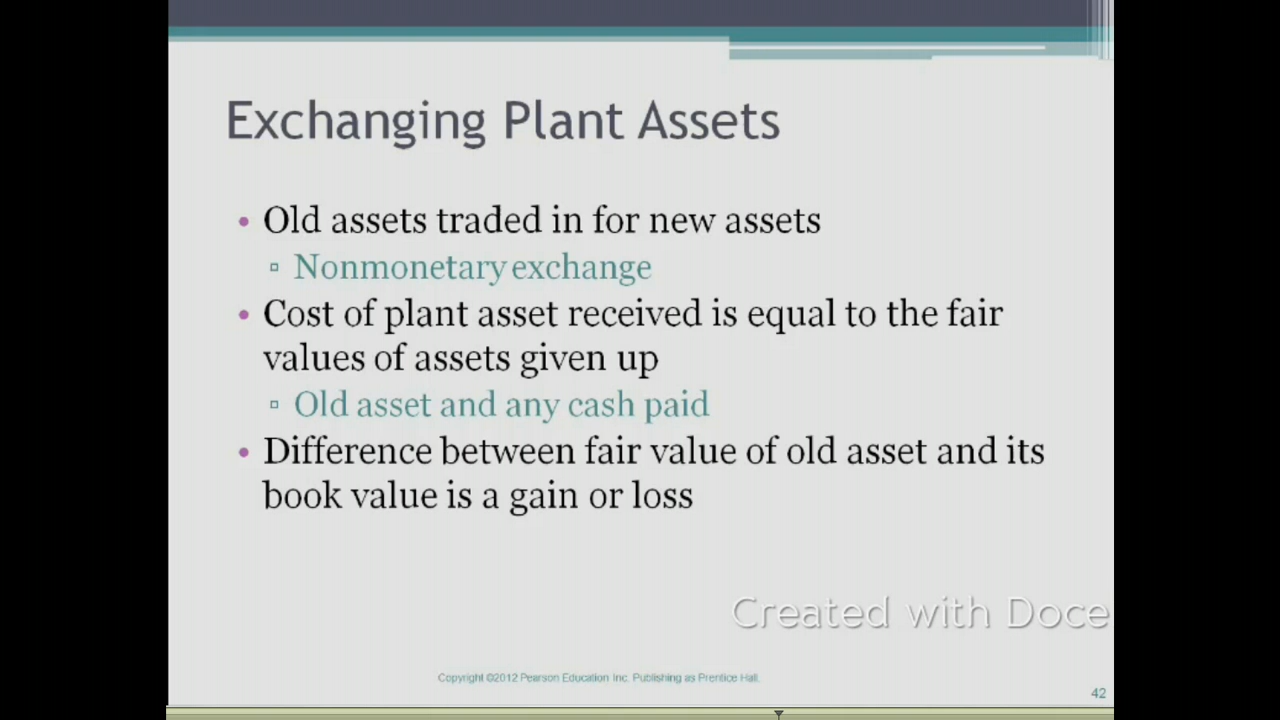 Exchanging Plant Assets
• Old assets traded in for new assets
▫ Nonmonetary exchange
• Cost of plant asset received is equal to the fair
values of assets given up
▫ Old asset and any cash paid
• Difference between fair value of old asset and its
book value is a gain or loss
Created with Doce
Copyright ©2012 Pearson Education Inc. Publishing as Prentice Hall.
42